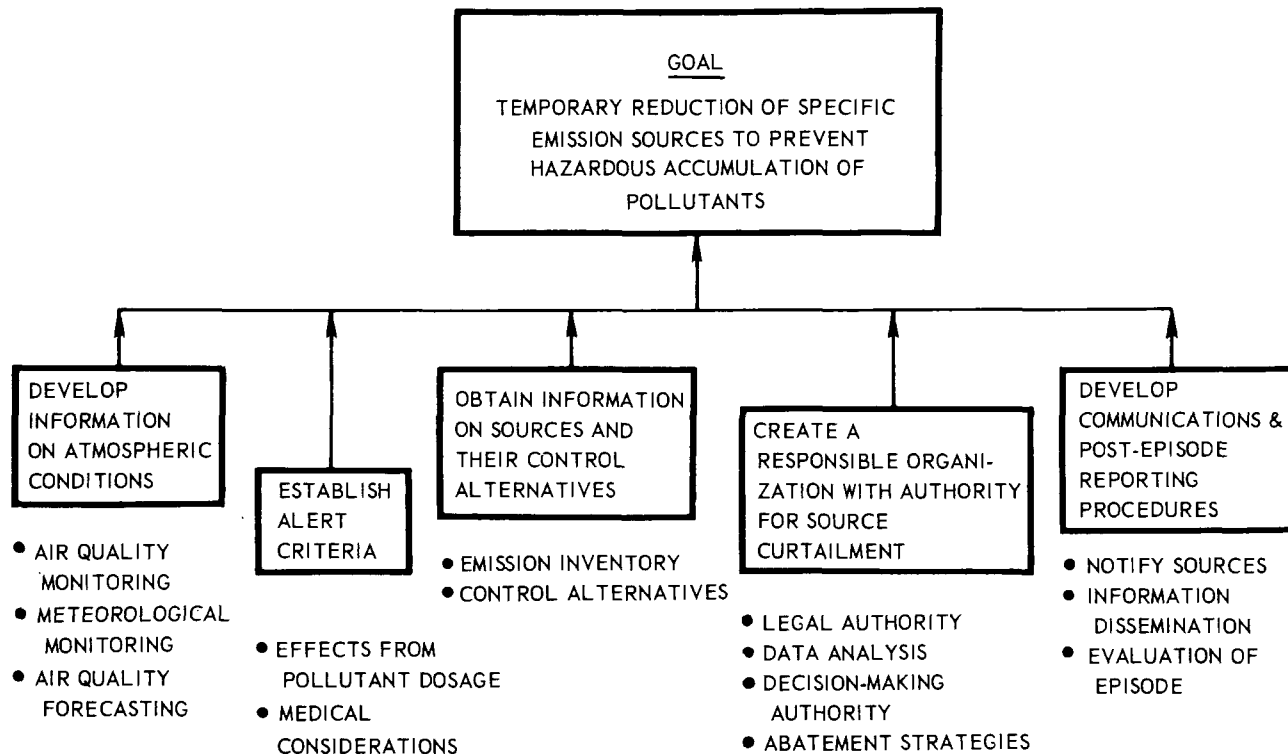 GOAL
TEMPORARY REDUCTION OF SPECIFIC
EMISSION SOURCES TO PREVENT
HAZARDOUS ACCUMULATION OF
POLLUTANTS
DEVELOP
INFORMATION
ON ATMOSPHERIC
CONDITIONS
• AIR QUALITY
MONITORING
• METEOROLOGICAL
MONITORING
• AIR QUALITY
FORECASTING
ESTABLISH
ALERT
CRITERIA
• EFFECTS FROM
POLLUTANT DOSAGE
• MEDICAL
CONSIDERATIONS
OBTAIN INFORMATION
ON SOURCES AND
THEIR CONTROL
ALTERNATIVES
• EMISSION INVENTORY
• CONTROL ALTERNATIVES
CREATE A
RESPONSIBLE ORGANI-
ZATION WITH AUTHORITY
FOR SOURCE
CURTAILMENT
• LEGAL AUTHORITY
• DATA ANALYSIS
• DECISION-MAKING
AUTHORITY
• ABATEMENT STRATEGIES
DEVELOP
COMMUNICATIONS &
POST-EPISODE
REPORTING
PROCEDURES
• NOTIFY SOURCES
• INFORMATION
DISSEMINATION
• EVALUATION OF
EPISODE